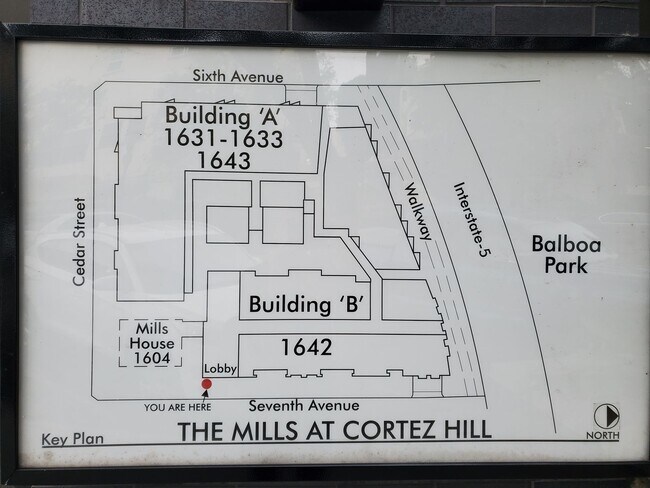 Sixth Avenue
Building 'A'
1631-1633
1643
Cedar Street
Walkway
Interstate-5
Balboa
Park
Building 'B'
1642
Mills
House
1604
Lobby
YOU ARE HERE
Seventh Avenue
Key Plan
THE MILLS AT CORTEZ HILL
NORTH